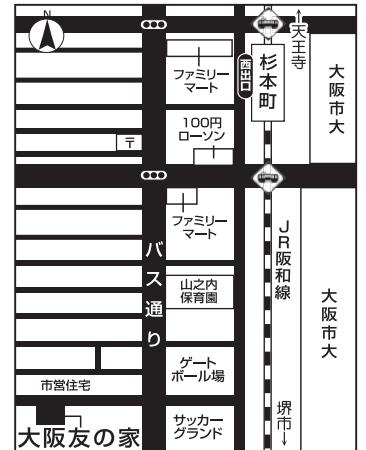 N
↑
天王寺
ファミリー
マート
西出口
杉本町
大阪市大
100円
ローソン
〒
ファミリー
マート
バス通り
JR阪和線
山之内
保育園
大阪市大
ゲート
ボール場
市営住宅
堺市
↓
大阪友の家
サッカー
グランド